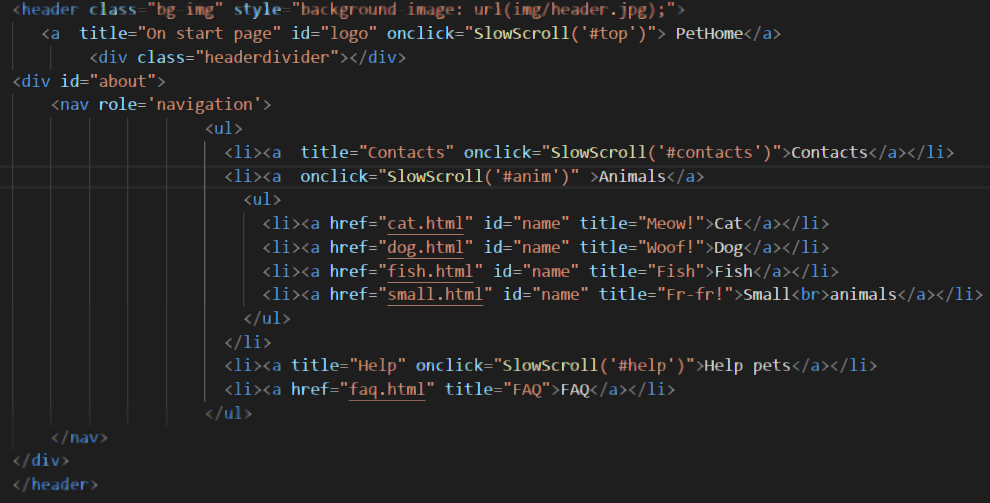 <header class="bg-img" style="background image: url(img/header.jpg);">
<a  title="On start page" id="logo" onclick="SlowScroll('#top')"> PetHome</a>
<div class="headerdivider"></div>
<div id="about">
<nav role='navigation'>
<ul>
<li><a  title="Contacts" onclick="SlowScroll('#contacts')">Contacts</a></li>
<li><a  onclick="SlowScroll('#anim')" >Animals</a>
<ul>
<li><a href="cat.html" id="name" title="Meow!">Cat</a></li>
<li><a href="dog.html" id="name" title="Woof!">Dog</a></li>
<li><a href="fish.html" id="name" title="Fish">Fish</a></li>
<li><a href="small.html" id="name" title="Fr-fr!">Small<br>animals</a></li>
</ul>
</li>
<li><a title="Help" onclick="SlowScroll('#help')">Help pets</a></li>
<li><a href="faq.html" title="FAQ">FAQ</a></li>
</ul>
</nav>
</div>
</header>